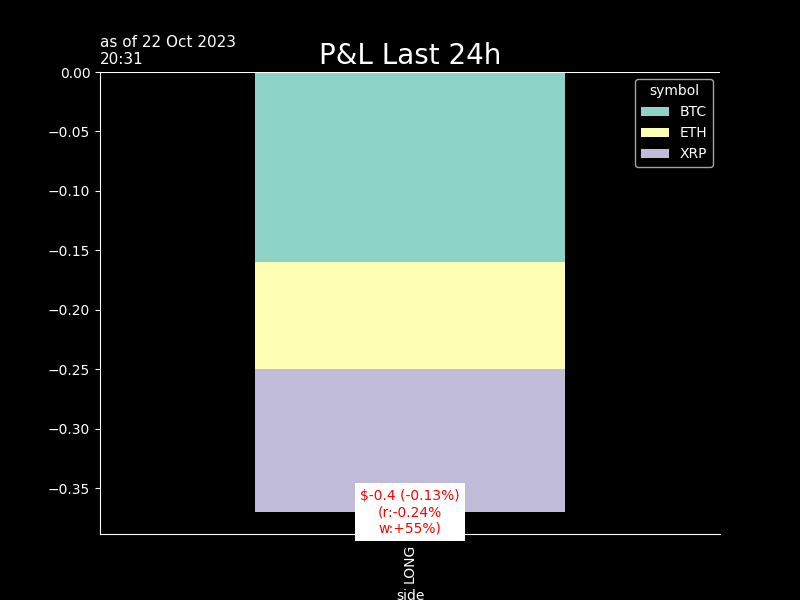 as of 22 Oct 2023
20:31
P&L Last 24h
symbol
BTC
ETH
XRP
0.00
−0.05
−0.10
−0.15
−0.20
−0.25
−0.30
−0.35
$-0.4 (-0.13%)
(r:-0.24%
w:+55%)
LONG
side